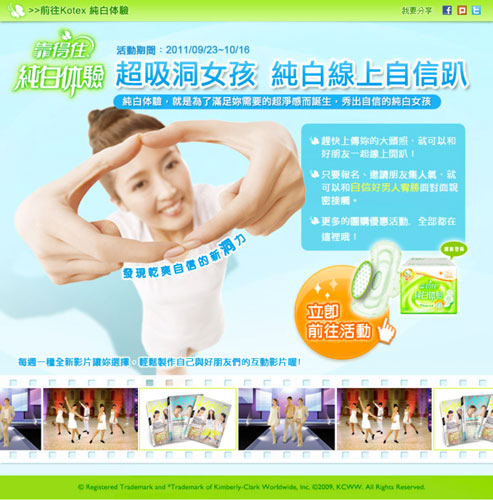 >>前往Kotex 純白体驗
我要分享
靠得住
純白体驗
活動期間：2011/09/23~10/16
超吸洞女孩 純白線上自信趴
純白体驗，就是為了滿足妳需要的超淨感而誕生，秀出自信的純白女孩
趕快上傳妳的大頭照，就可以和
好朋友一起線上開趴！
只要報名、邀請朋友集人氣，就
可以和自信好男人宥勝面對面親
密接觸。
更多的團購優惠活動，全部都在
這裡哦！
發現乾爽自信的新潤力
立即
前往活動
純白体驗
每週一種全新影片讓妳選擇，輕鬆製作自己與好朋友們的互動影片喔！
® Registered Trademark and *Trademark of Kimberly-Clark Worldwide, Inc. ©2009, KCWW. All Rights Reserved.